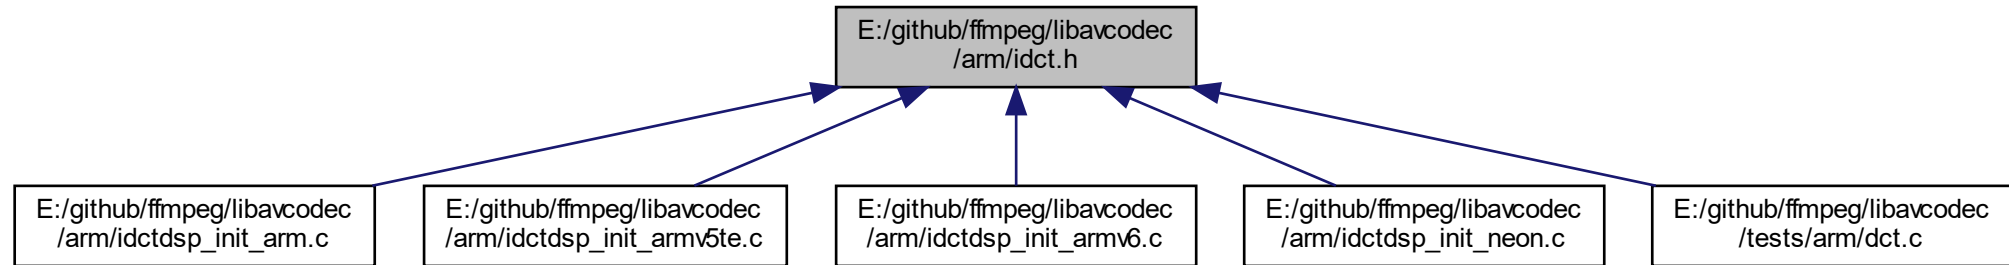 E:/github/ffmpeg/libavcodec
/arm/idct.h
E:/github/ffmpeg/libavcodec
/arm/idctdsp_init_arm.c
E:/github/ffmpeg/libavcodec
/arm/idctdsp_init_armv5te.c
E:/github/ffmpeg/libavcodec
/arm/idctdsp_init_armv6.c
E:/github/ffmpeg/libavcodec
/arm/idctdsp_init_neon.c
E:/github/ffmpeg/libavcodec
/tests/arm/dct.c